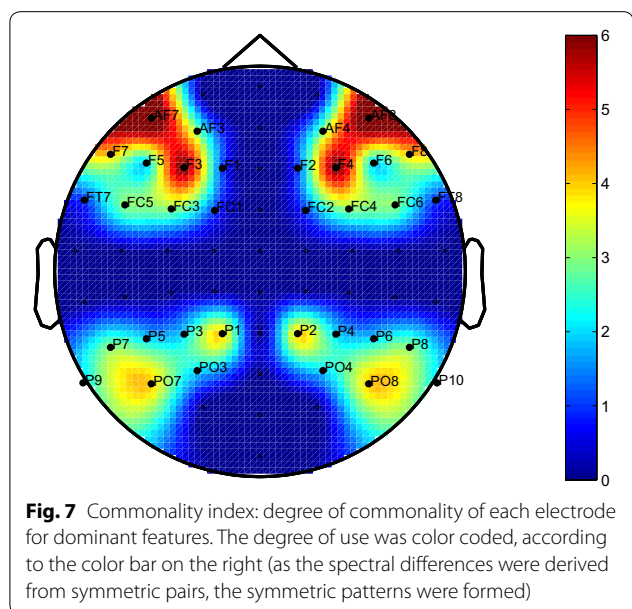 6
AF7 AF8
5
AF3 AF4
F7 F5 F3 F1 F2 F4 F6 F8
4
FT7 FC5 FC3 FC1 FC2 FC4 FC6 FT8
3
2
P7 P5 P3 P1 P2 P4 P6 P8
P9 PO7 PO3 PO4 PO8 P10
1
0
Fig. 7 Commonality index: degree of commonality of each electrode
for dominant features. The degree of use was color coded, according
to the color bar on the right (as the spectral differences were derived
from symmetric pairs, the symmetric patterns were formed)